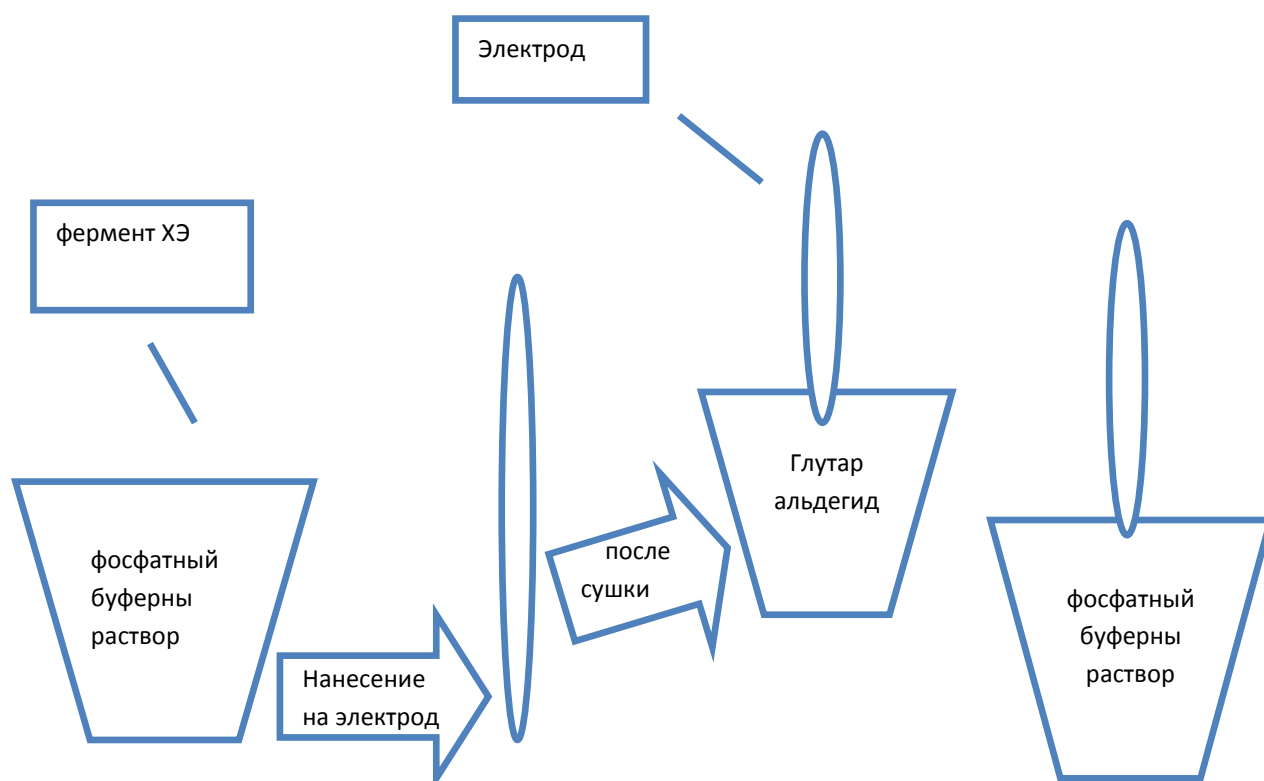 Электрод
фермент ХЭ
фосфатный
буферны
раствор
Нанесение
на электрод
после
сушки
Глутар
альдегид
фосфатный
буферны
раствор